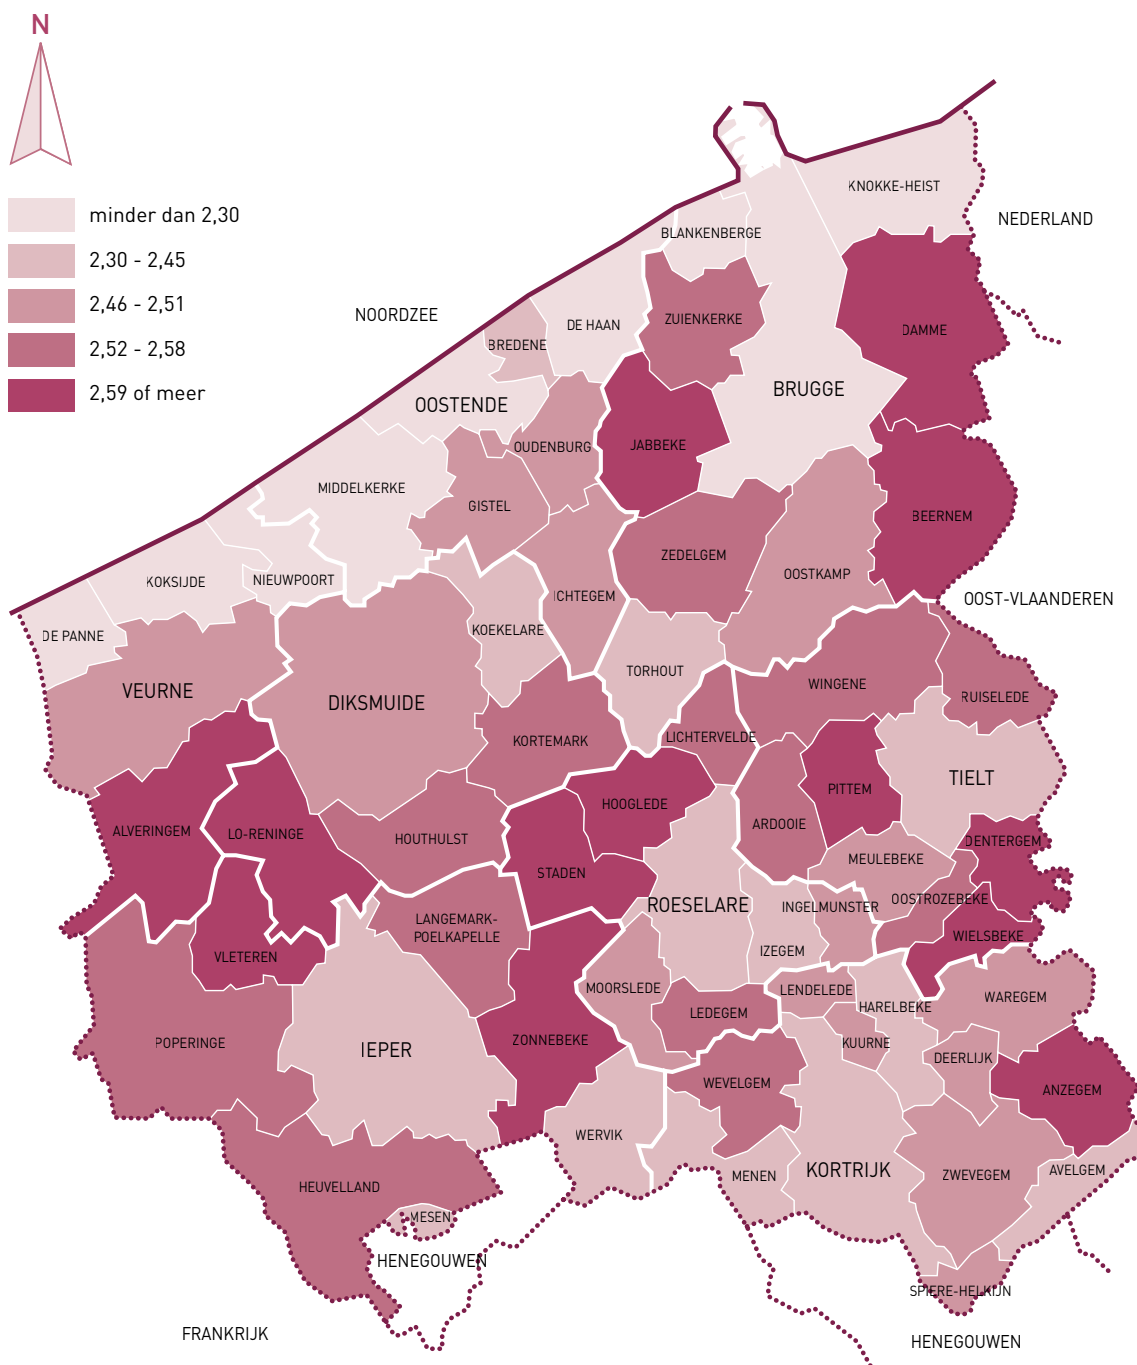 N
minder dan 2,30
2,30 - 2,45
2,46 - 2,51
2,52 - 2,58
2,59 of meer
KNOKKE-HEIST
NEDERLAND
BLANKENBERGE
NOORDZEE
DE HAAN
ZUIENKERKE
DAMME
BREDENE
BRUGGE
OOSTENDE
OUDENBURG
JABBEKE
MIDDELKERKE
GISTEL
BEERNEM
ZEDELGEM
OOSTKAMP
KOKSIJDE
NIEUWPOORT
ICHTEGEM
OOST-VLAANDEREN
DE PANNE
KOEKELARE
TORHOUT
VEURNE
DIKSMUIDE
WINGENE
RUISELEDE
KORTEMARK
LICHTERVELDE
TIELT
PITTEM
HOOGLEDE
ALVERINGEM
LO-RENINGE
HOUTHULST
ARDOOIE
DENTERGEM
MEULEBEKE
STADEN
OOSTROZEBEKE
ROESELARE
INGELMUNSTER
LANGEMARK-
POELKAPELLE
WIELSBEKE
VLETEREN
IZEGEM
MOORSLEDE
LENDELEDE
WAREGEM
HARELBEKE
LEDEGEM
POPERINGE
IEPER
ZONNEBEKE
KUURNE
DEERLIJK
WEVELGEM
ANZEGEM
WERVIK
MENEN
KORTRIJK
ZWEVEGEM
AVELGEM
HEUVELLAND
MESEN
HENEGOUWEN
SPIERE-HELKIJN
FRANKRIJK
HENEGOUWEN